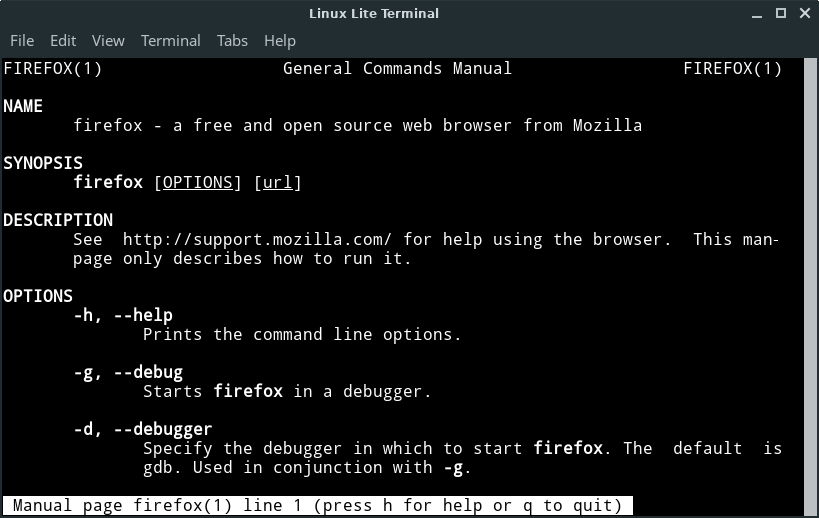 Linux Lite Terminal
File Edit View Terminal Tabs Help
FIREFOX(1) General Commands Manual FIREFOX(1)
NAME
firefox - a free and open source web browser from Mozilla
SYNOPSIS
firefox [OPTIONS] [url]
DESCRIPTION
See http://support.mozilla.com/ for help using the browser. This man-
page only describes how to run it.
OPTIONS
-h, --help
Prints the command line options.
-g, --debug
Starts firefox in a debugger.
-d, --debugger
Specify the debugger in which to start firefox. The default is
gdb. Used in conjunction with -g.
Manual page firefox(1) line 1 (press h for help or q to quit)